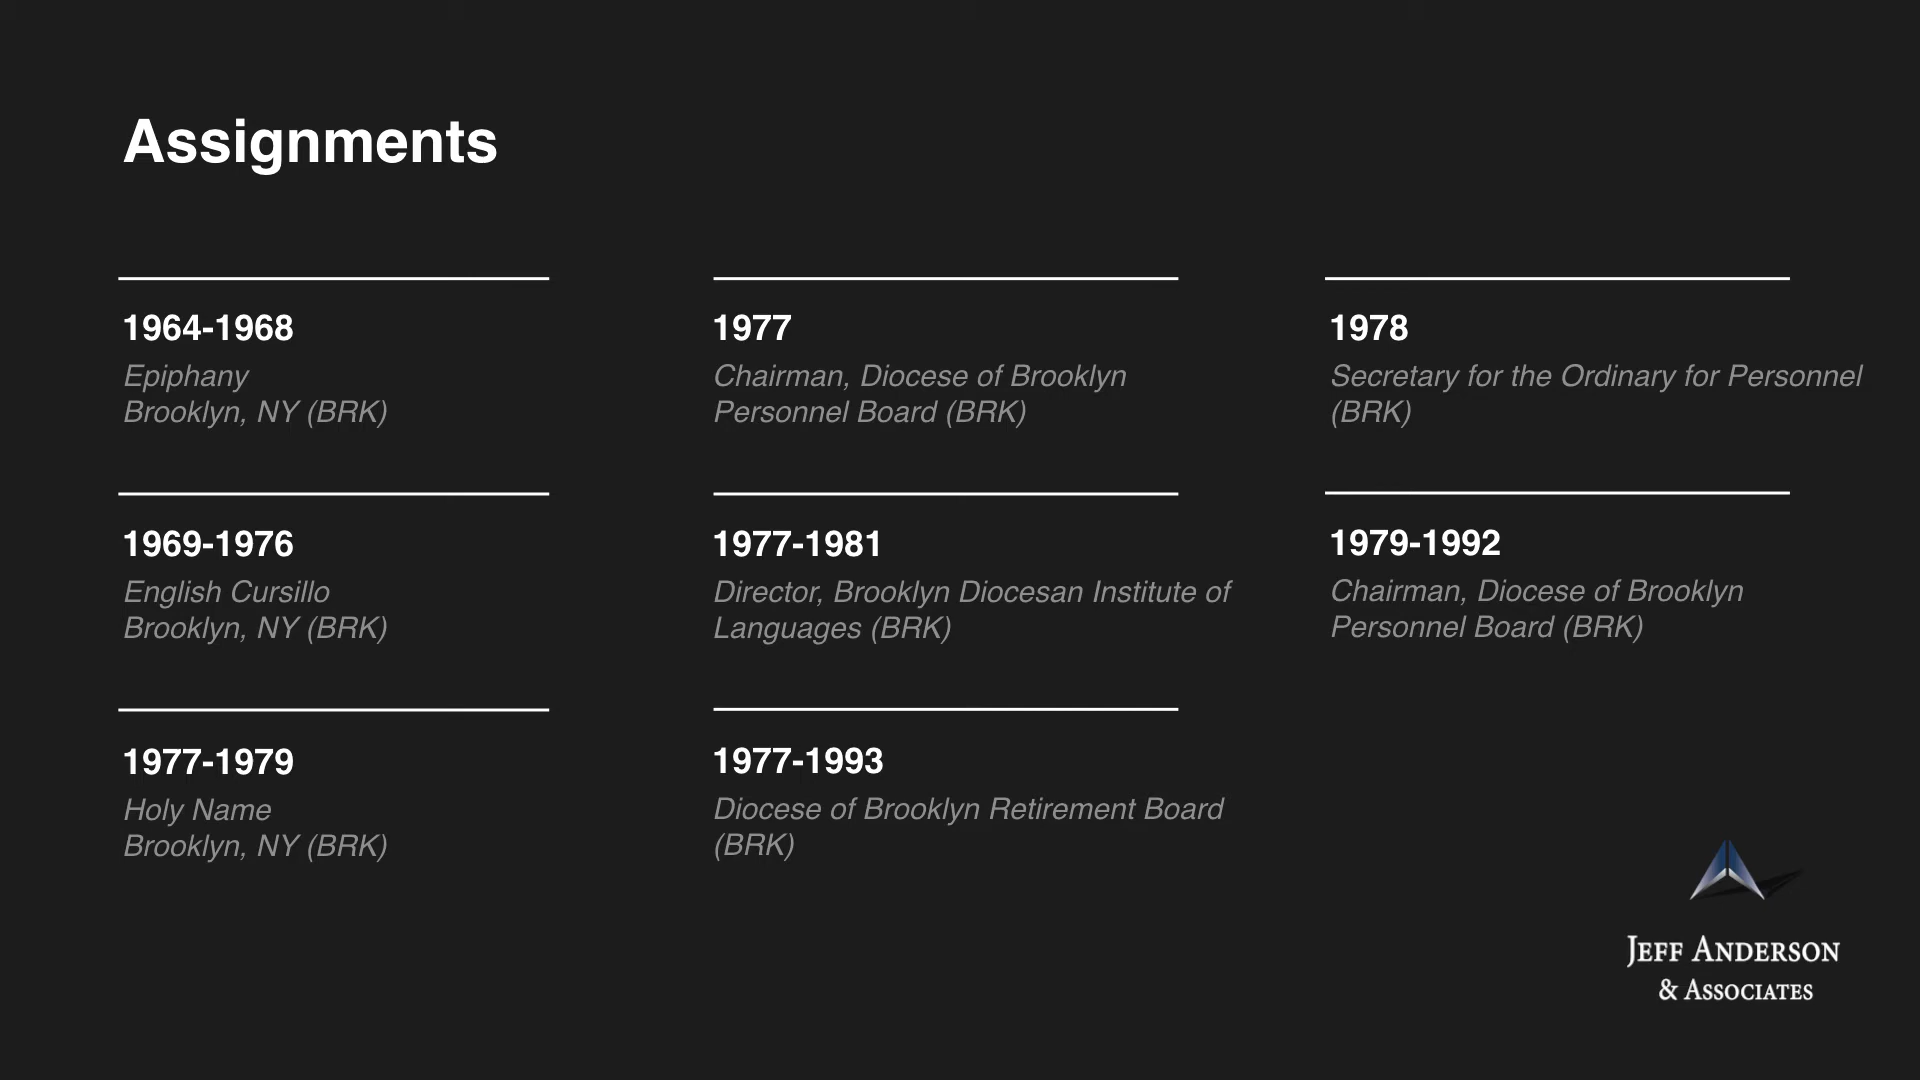 Assignments
1964-1968
Epiphany
Brooklyn, NY (BRK)
1969-1976
English Cursillo
Brooklyn, NY (BRK)
1977-1979
Holy Name
Brooklyn, NY (BRK)
1977
Chairman, Diocese of Brooklyn
Personnel Board (BRK)
1977-1981
Director, Brooklyn Diocesan Institute of
Languages (BRK)
1977-1993
Diocese of Brooklyn Retirement Board
(BRK)
1978
Secretary for the Ordinary for Personnel
(BRK)
1979-1992
Chairman, Diocese of Brooklyn
Personnel Board (BRK)
Jeff Anderson
& Associates